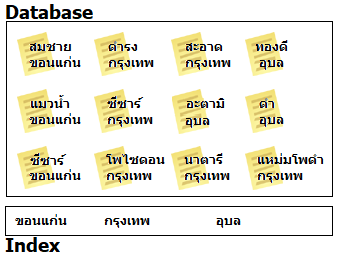 Database
สมชาย ดำรง สะอาด ทองดี
ขอนแก่น กรุงเทพ กรุงเทพ อุบล
แมวน้ำ ซีซาร์ อะตามิ ดำ
ขอนแก่น กรุงเทพ อุบล อุบล
ซีซาร์ โพไซดอน นาตารี แหม่มโพดำ
ขอนแก่น กรุงเทพ กรุงเทพ กรุงเทพ
ขอนแก่น กรุงเทพ อุบล
Index